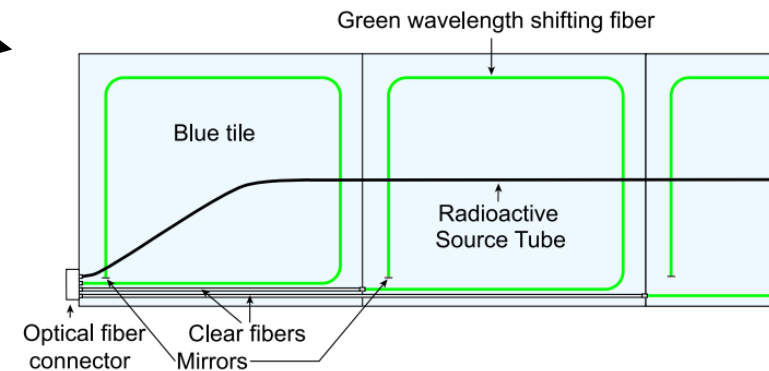 Green wavelength shifting fiber
Blue tile
Radioactive
Source Tube
Optical fiber
connector
Clear fibers
Mirrors